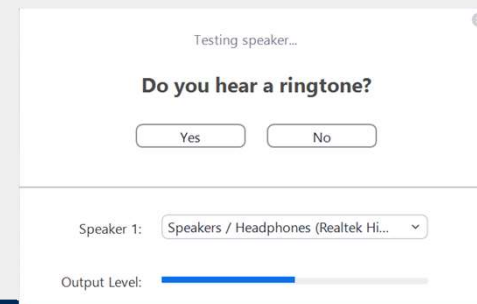 Testing speaker...
Do you hear a ringtone?
Yes
No
Speaker 1:
Speakers / Headphones (Realtek Hi...
Output Level: